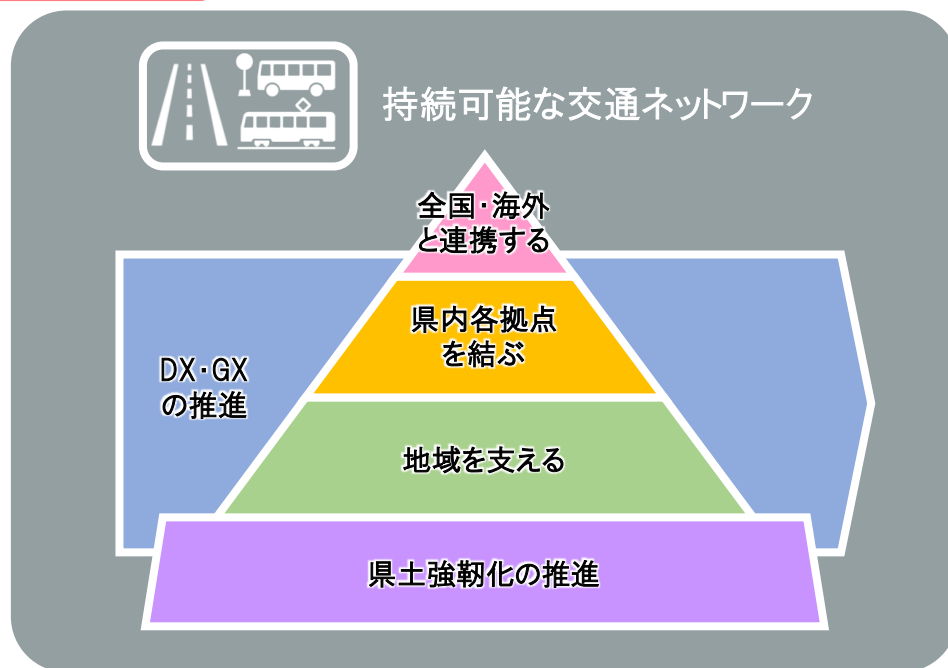 持続可能な交通ネットワーク
全国・海外
と連携する
県内各拠点
を結ぶ
DX・GX
の推進
地域を支える
県土強靭化の推進